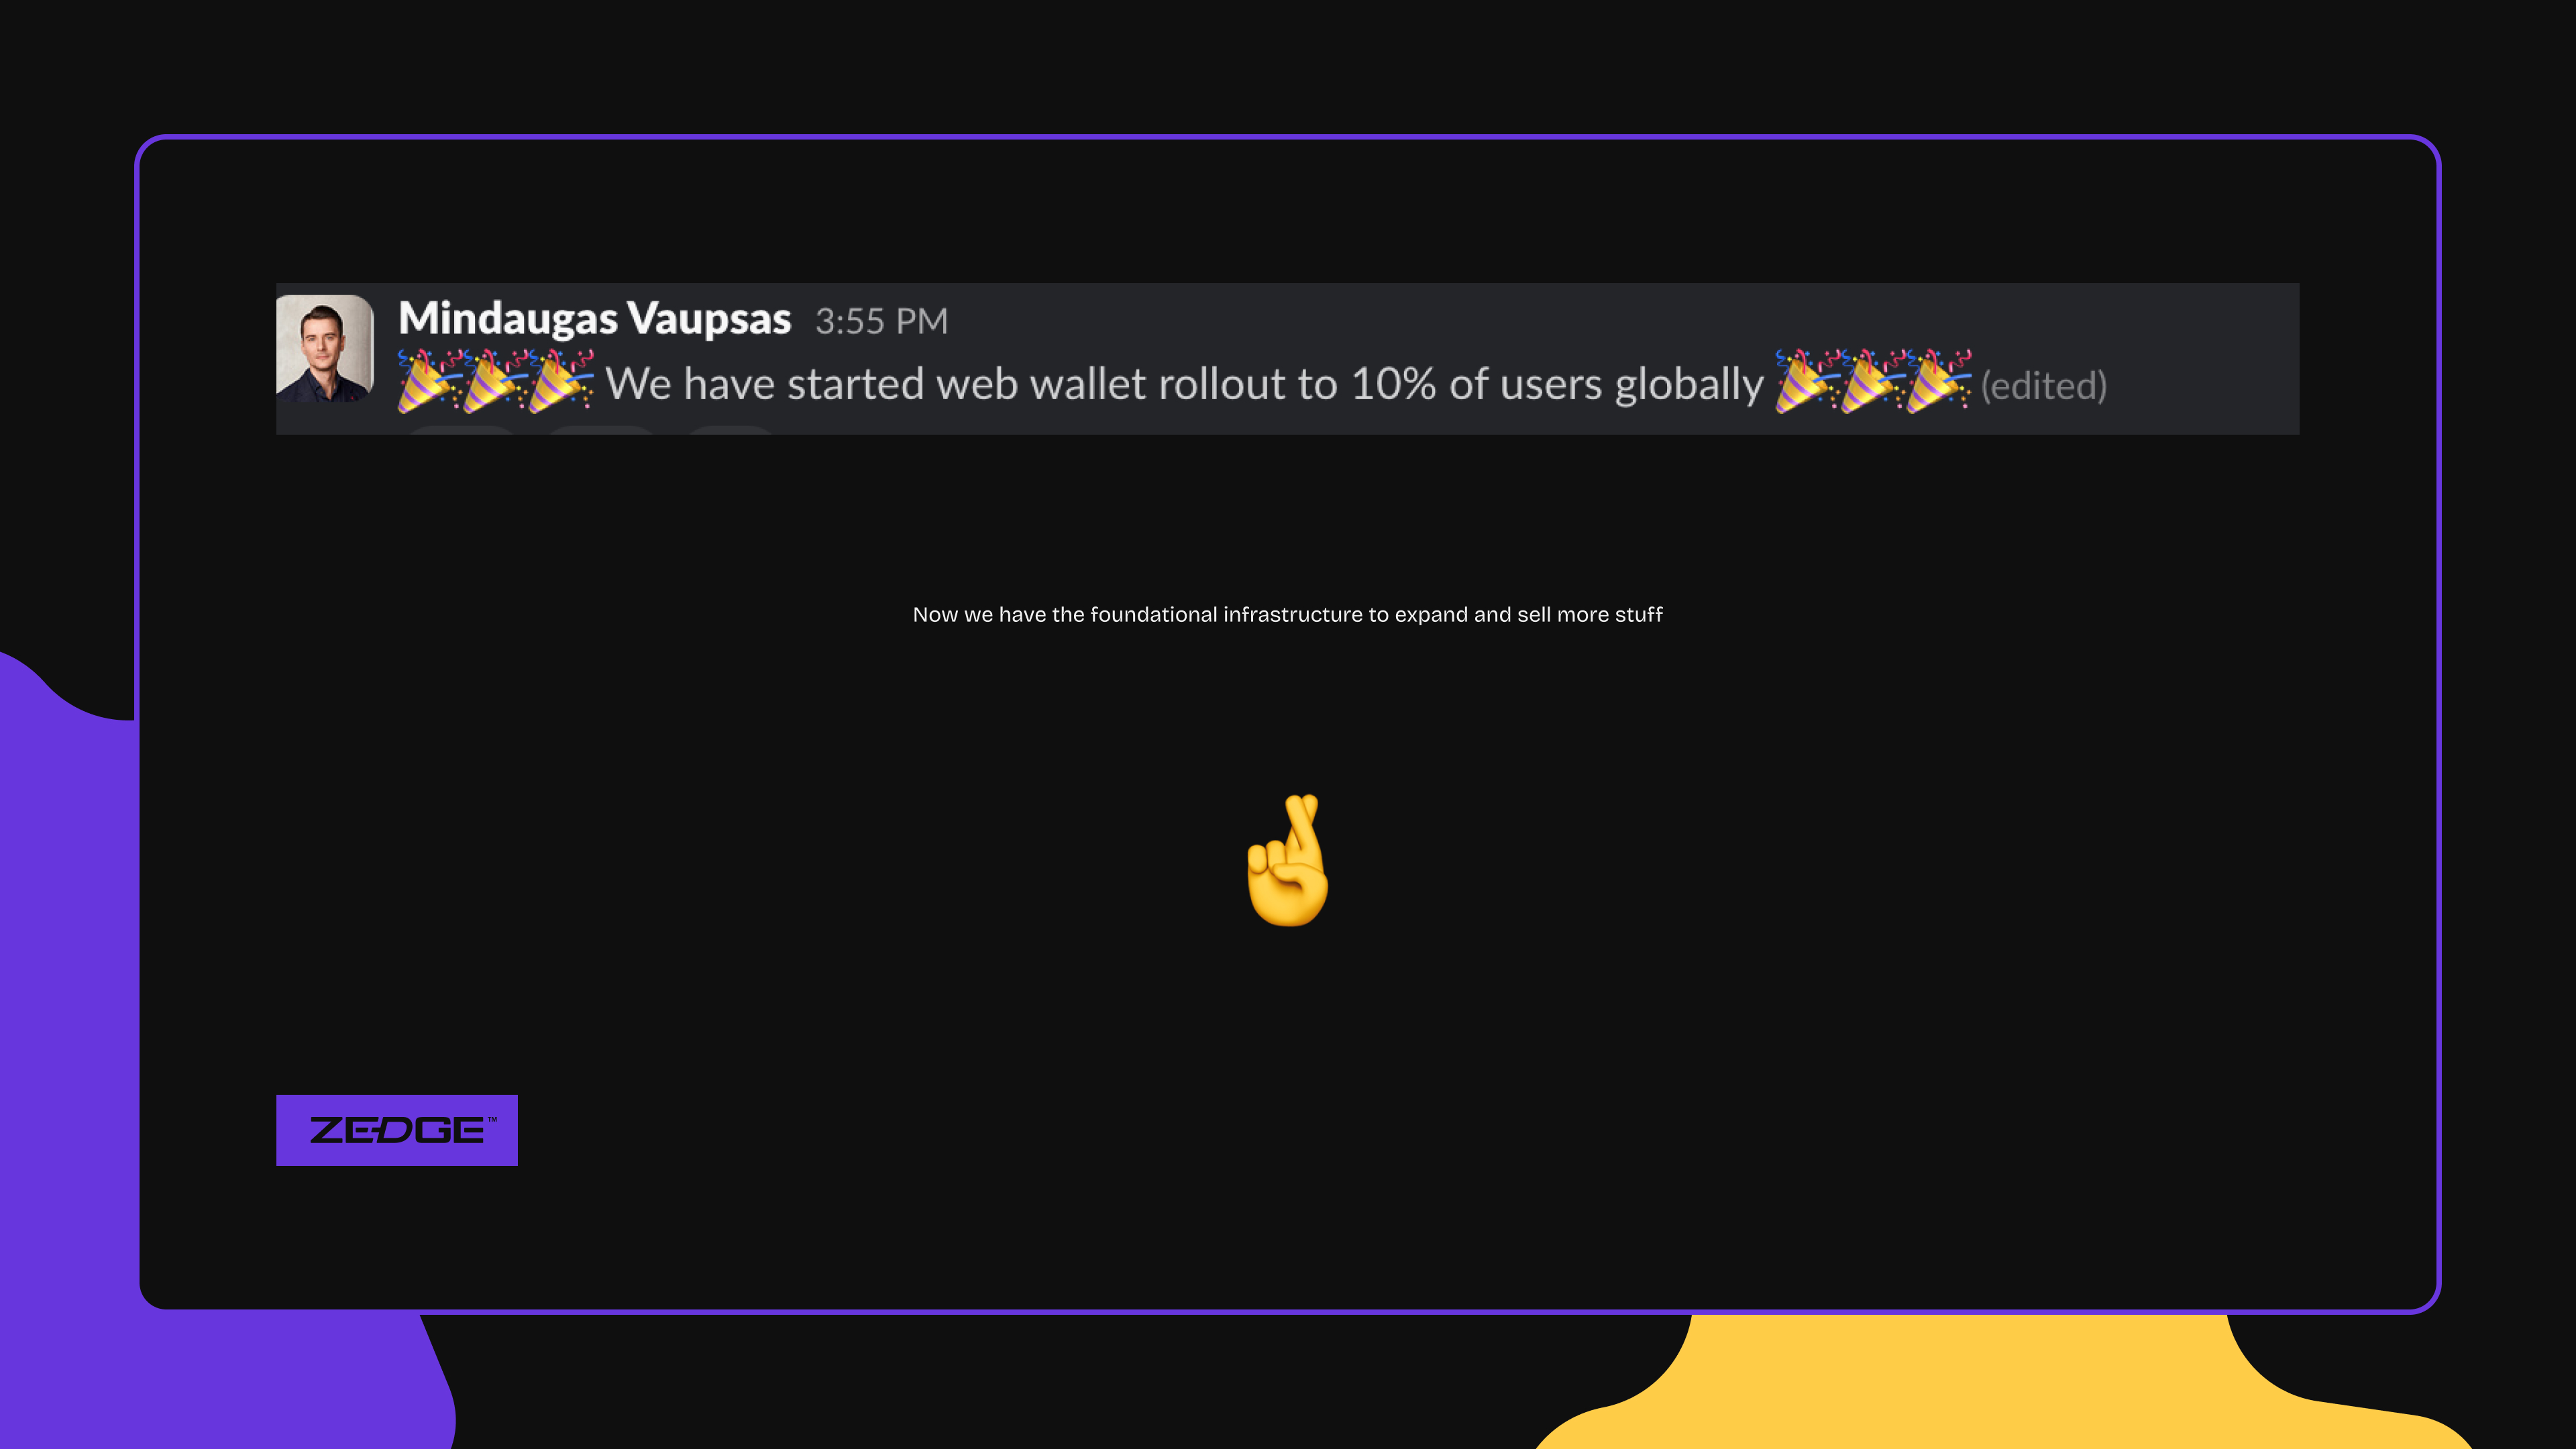 Mindaugas Vaupsas 3:55 PM
🎉🎉🎉 We have started web wallet rollout to 10% of users globally 🎉🎉🎉 (edited)
Now we have the foundational infrastructure to expand and sell more stuff
🤞
ZEDGE™